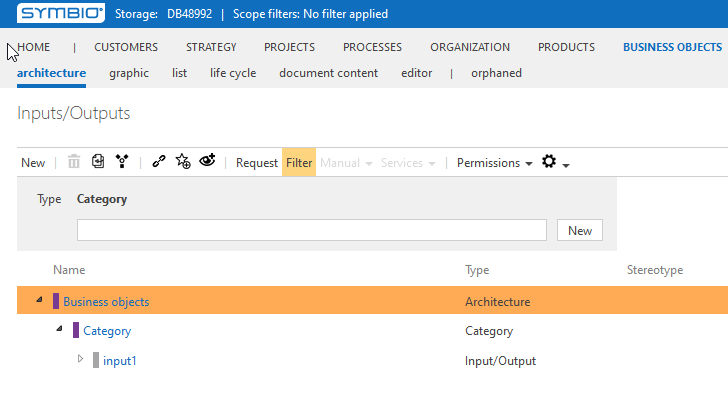 SYMBIO® Storage: DB48992 | Scope filters: No filter applied
HOME | CUSTOMERS STRATEGY PROJECTS PROCESSES ORGANIZATION PRODUCTS BUSINESS OBJECTS
architecture graphic list life cycle document content editor | orphaned
Inputs/Outputs
New | | | Request Filter Manual Services | Permissions
Type Category
New
Name Type Stereotype
Business objects Architecture
Category Category
input1 Input/Output